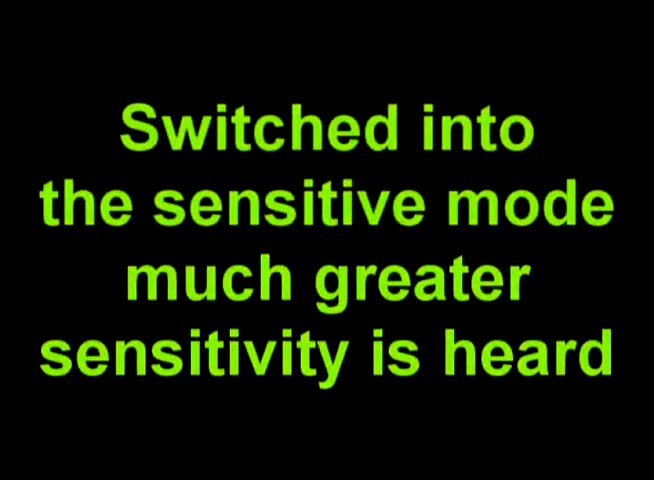 Switched into
the sensitive mode
much greater
sensitivity is heard